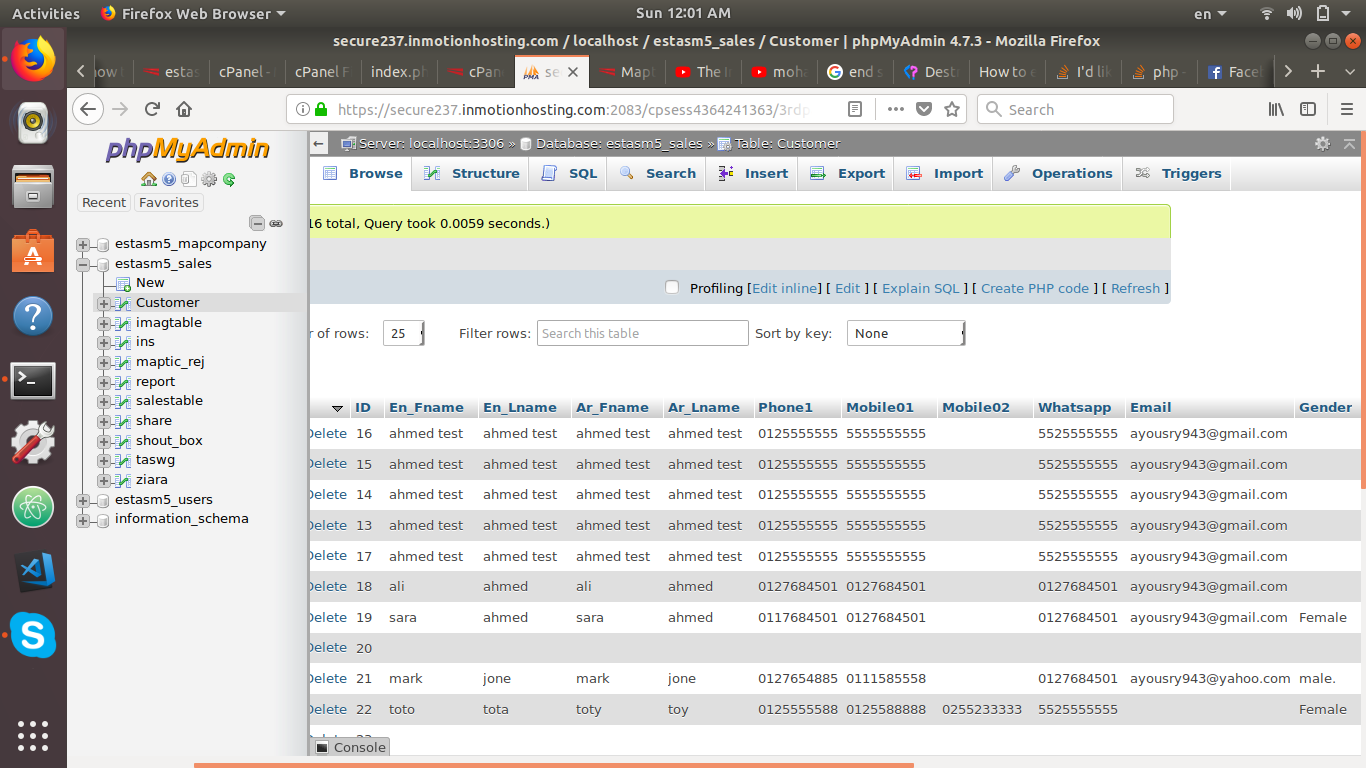 Activities Firefox Web Browser Sun 12:01 AM en
secure237.inmotionhosting.com / localhost / estasm5_sales / Customer | phpMyAdmin 4.7.3 - Mozilla Firefox
how estas cPanel - cPanel F index.ph cPan se Mapt The I moha end s Destr How to e I'd lik php - Faceb
https://secure237.inmotionhosting.com:2083/cpsess4364241363/3rdp Search
phpMyAdmin
Recent Favorites
estasm5_mapcompany
estasm5_sales
New
Customer
imagtable
ins
maptic_rej
report
salestable
share
shout_box
taswg
ziara
estasm5_users
information_schema
Server: localhost:3306 » Database: estasm5_sales » Table: Customer
Browse Structure SQL Search Insert Export Import Operations Triggers
16 total, Query took 0.0059 seconds.)
Profiling [Edit inline] [ Edit ] [ Explain SQL ] [ Create PHP code ] [ Refresh ]
r of rows: 25 Filter rows: Search this table Sort by key: None
ID En_Fname En_Lname Ar_Fname Ar_Lname Phone1 Mobile01 Mobile02 Whatsapp Email Gender
Delete 16 ahmed test ahmed test ahmed test ahmed test 0125555555 5555555555 5525555555 ayousry943@gmail.com
Delete 15 ahmed test ahmed test ahmed test ahmed test 0125555555 5555555555 5525555555 ayousry943@gmail.com
Delete 14 ahmed test ahmed test ahmed test ahmed test 0125555555 5555555555 5525555555 ayousry943@gmail.com
Delete 13 ahmed test ahmed test ahmed test ahmed test 0125555555 5555555555 5525555555 ayousry943@gmail.com
Delete 17 ahmed test ahmed test ahmed test ahmed test 0125555555 5555555555 5525555555 ayousry943@gmail.com
Delete 18 ali ahmed ali ahmed 0127684501 0127684501 0127684501 ayousry943@gmail.com
Delete 19 sara ahmed sara ahmed 0117684501 0127684501 0127684501 ayousry943@gmail.com Female
Delete 20
Delete 21 mark jone mark jone 0127654885 0111585558 0127684501 ayousry943@yahoo.com male.
Delete 22 toto tota toty toy 0125555588 0125588888 0255233333 5525555555 Female
Console